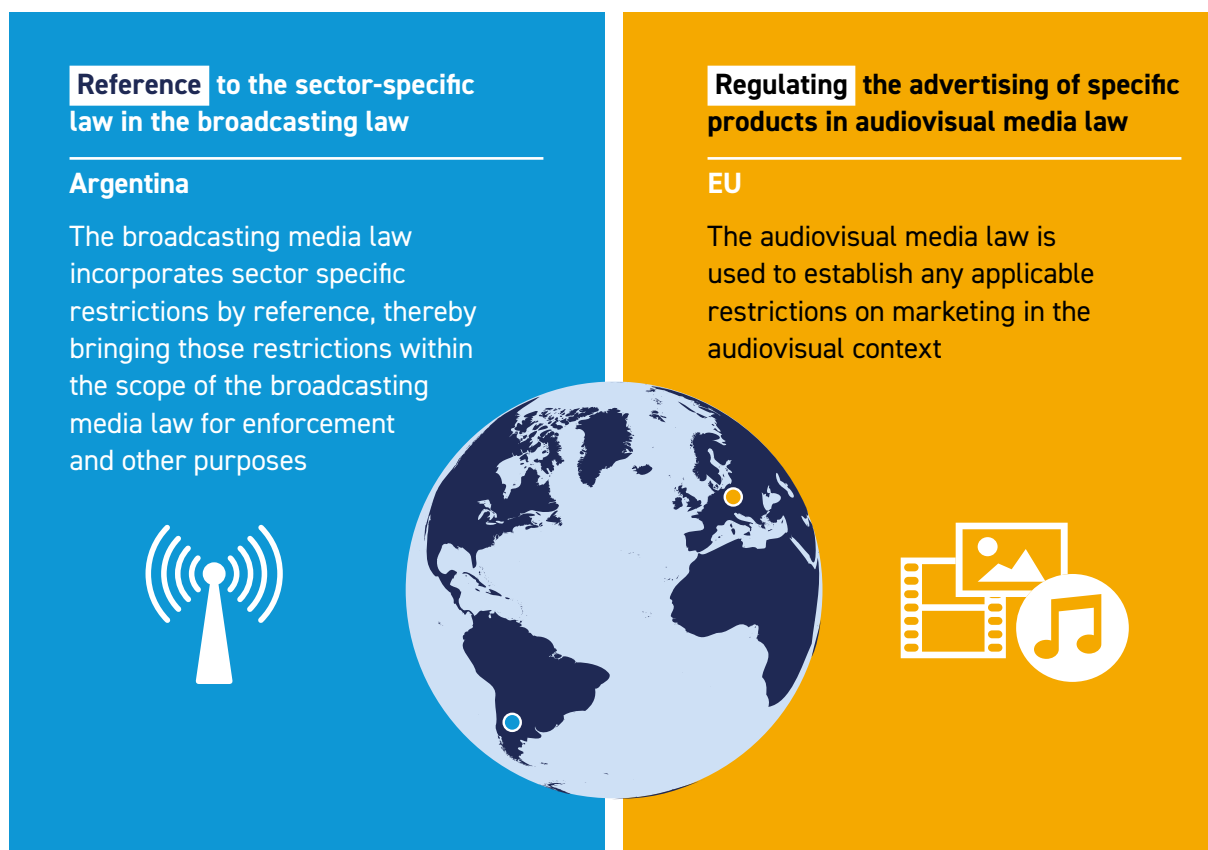 Reference to the sector-specific
law in the broadcasting law
Argentina
The broadcasting media law
incorporates sector specific
restrictions by reference, thereby
bringing those restrictions within
the scope of the broadcasting
media law for enforcement
and other purposes
Regulating the advertising of specific
products in audiovisual media law
EU
The audiovisual media law is
used to establish any applicable
restrictions on marketing in the
audiovisual context